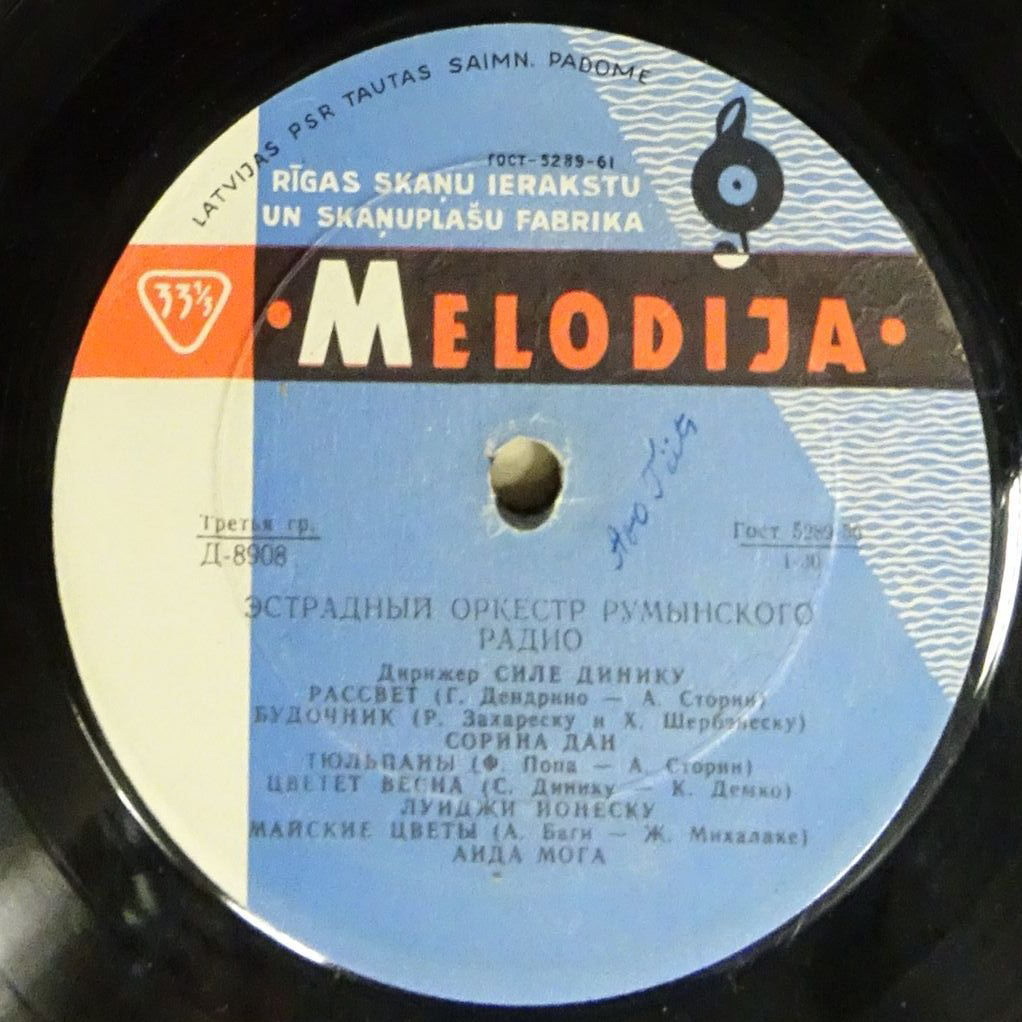 LATVIJAS PSR TAUTAS SAIMN. PADOME
ГОСТ-5289-61
RĪGAS SKAŅU IERAKSTU
UN SKAŅUPLAŠU FABRIKA
33⅓
• MELODIJA •
Третья гр.
Д-8908
Гост 5289-56
1-30
ЭСТРАДНЫЙ ОРКЕСТР РУМЫНСКОГО
РАДИО
Дирижер СИЛЕ ДИНИКУ
РАССВЕТ (Г. Дендрино — А. Сторин)
БУДОЧНИК (Р. Захареску и Х. Шербанеску)
СОРИНА ДАН
ТЮЛЬПАНЫ (Ф. Попа — А. Сторин)
ЦВЕТЕТ ВЕСНА (С. Динику — К. Демко)
ЛУИДЖИ ИОНЕСКУ
МАЙСКИЕ ЦВЕТЫ (А. Баги — Ж. Михалаке)
АИДА МОГА